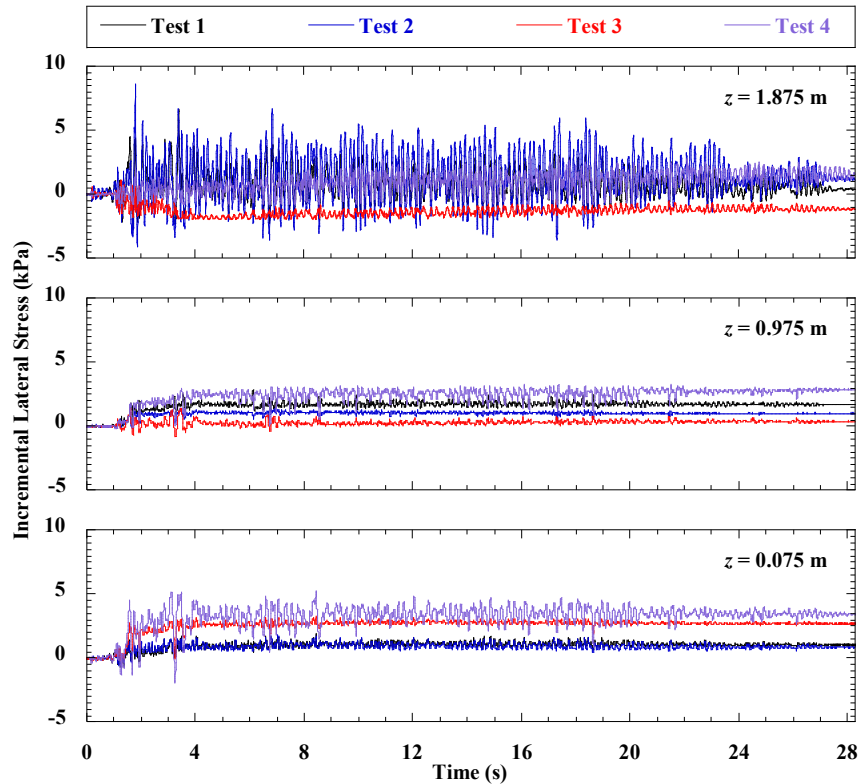 Test 1 Test 2 Test 3 Test 4
Incremental Lateral Stress (kPa)
10
5
0
-5
z = 1.875 m
10
5
0
-5
z = 0.975 m
10
5
0
-5
z = 0.075 m
0 4 8 12 16 20 24 28
Time (s)